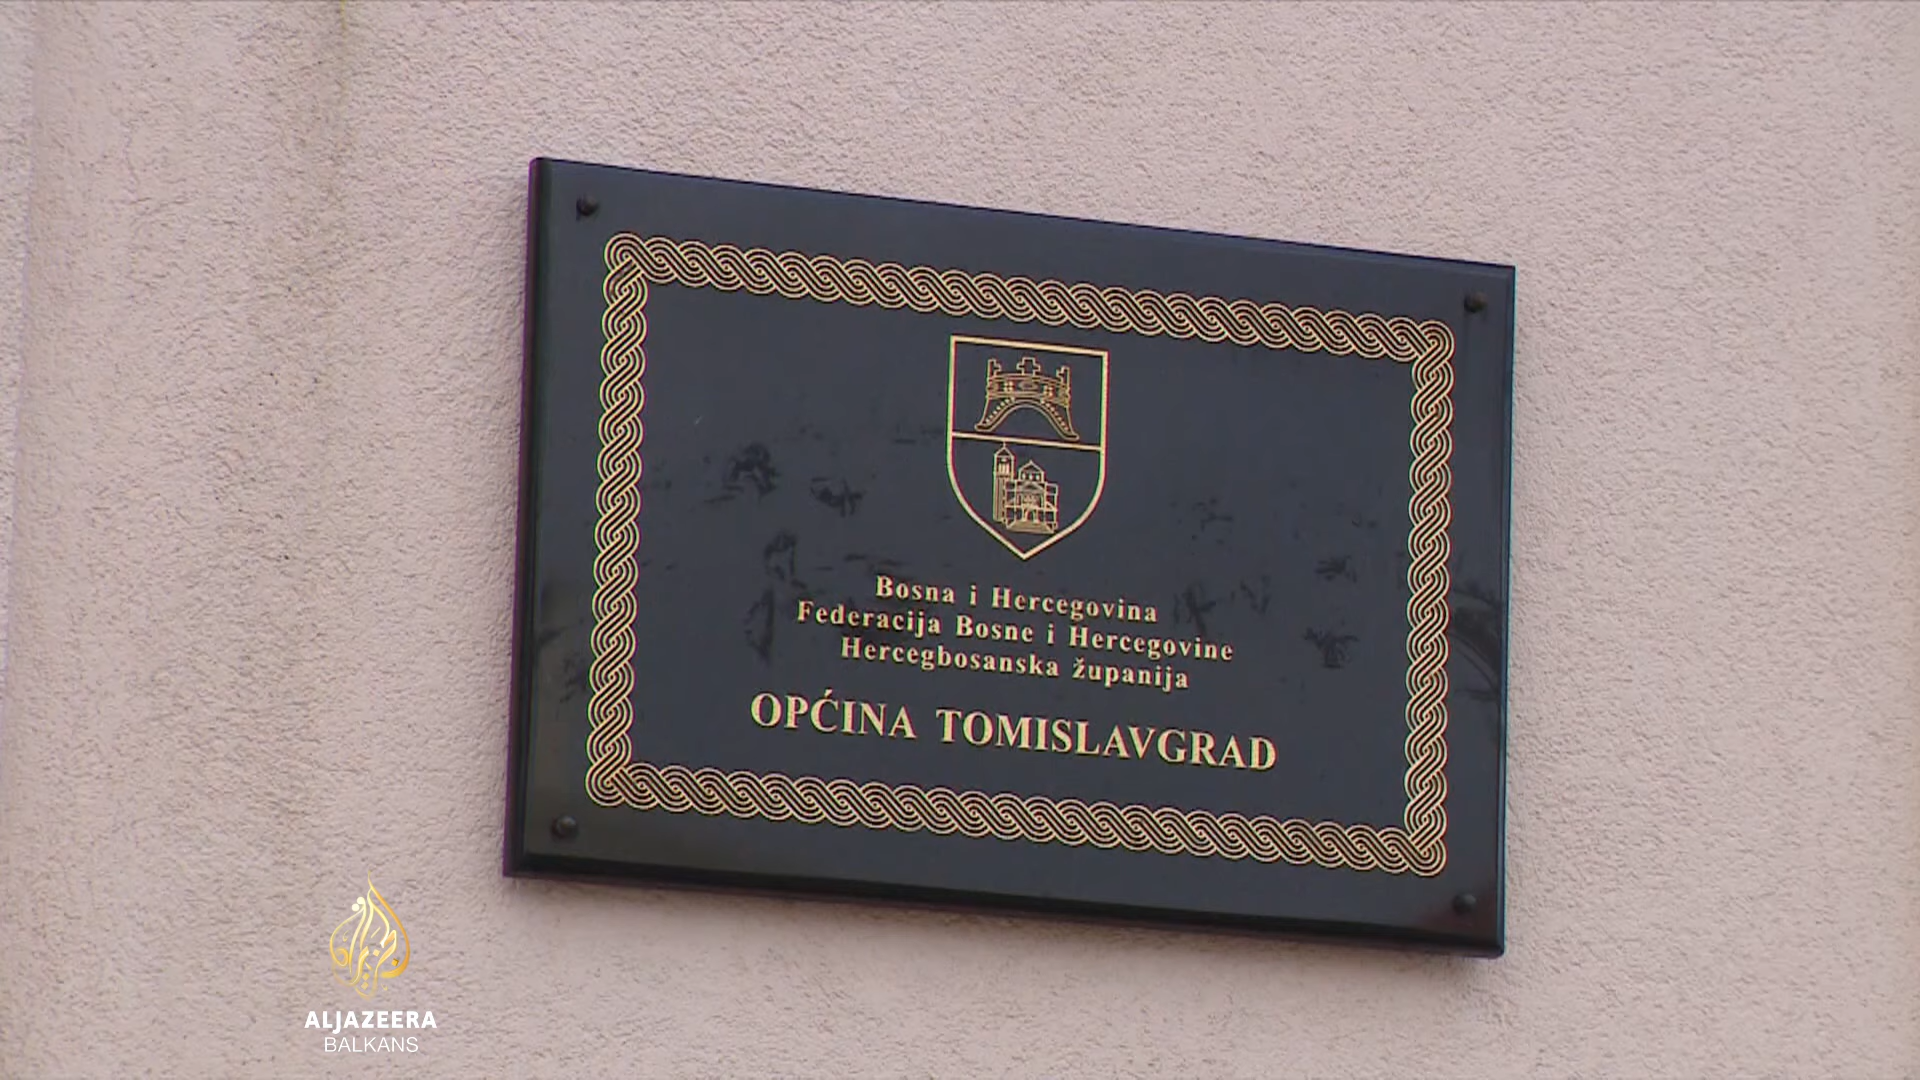 Bosna i Hercegovina
Federacija Bosne i Hercegovine
Hercegbosanska županija
OPĆINA TOMISLAVGRAD
ALJAZEERA
BALKANS